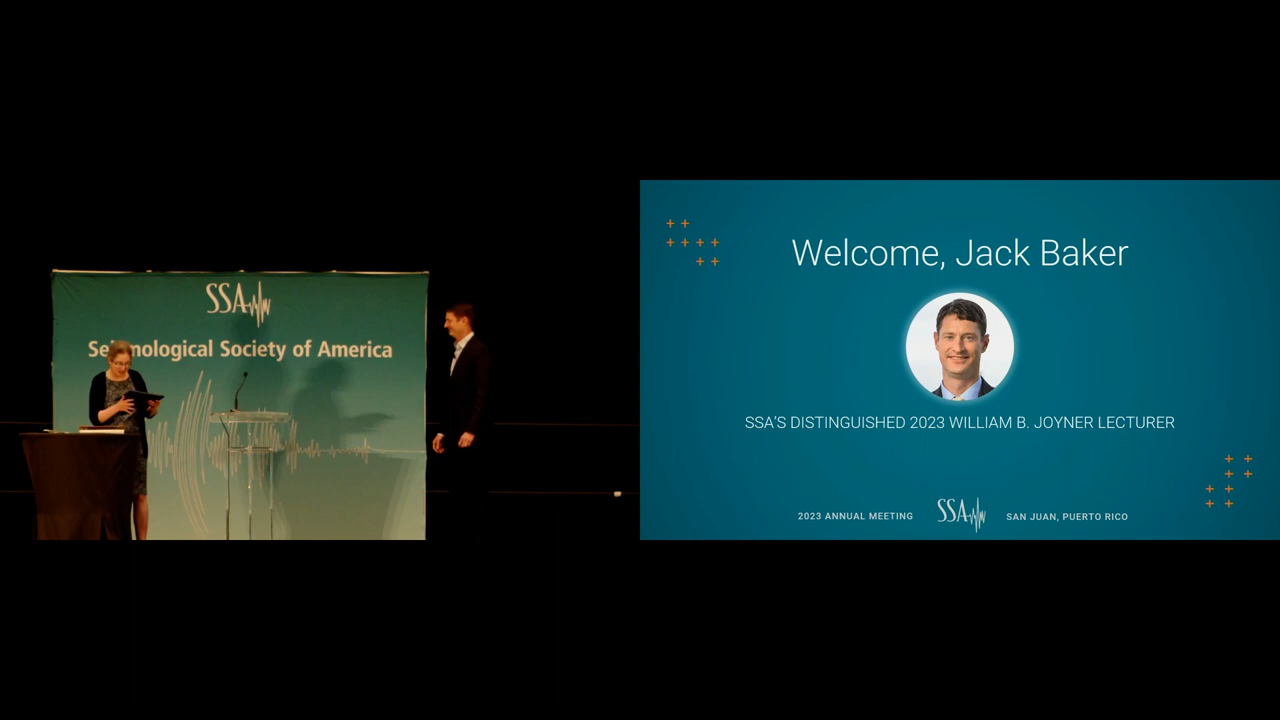 SSA
Seismological Society of America
Welcome, Jack Baker
SSA'S DISTINGUISHED 2023 WILLIAM B. JOYNER LECTURER
2023 ANNUAL MEETING
SSA
SAN JUAN, PUERTO RICO